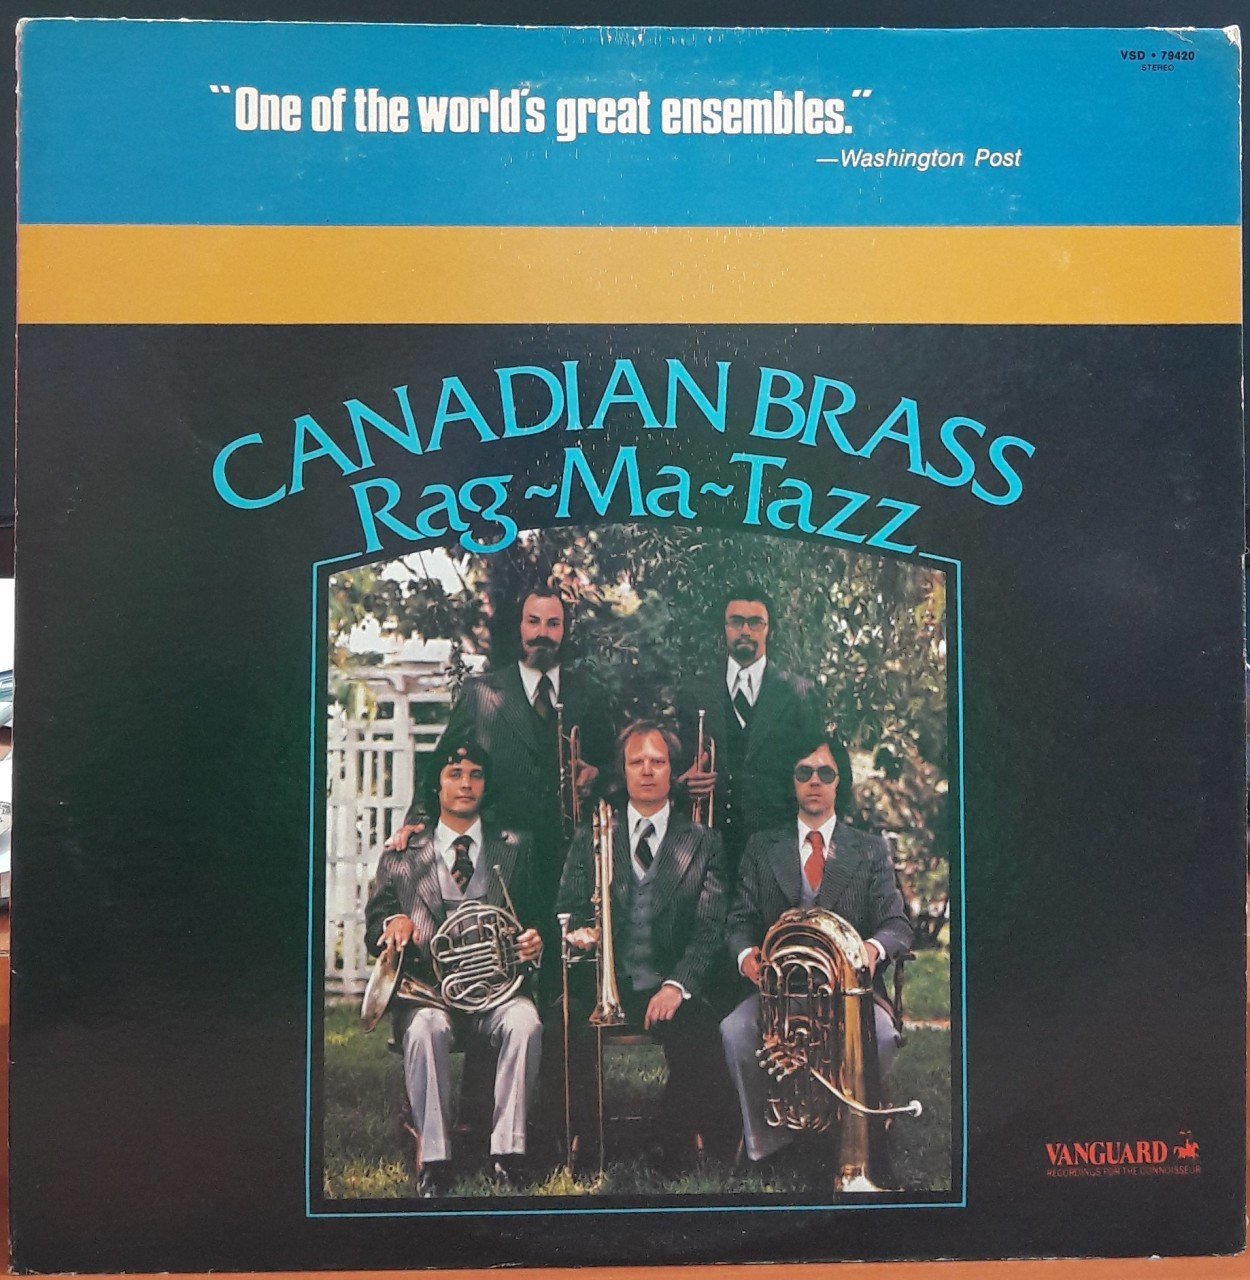 VSD • 79420
STEREO
"One of the world's great ensembles."
—Washington Post
CANADIAN BRASS
Rag~Ma~Tazz
VANGUARD
RECORDINGS FOR THE CONNOISSEUR